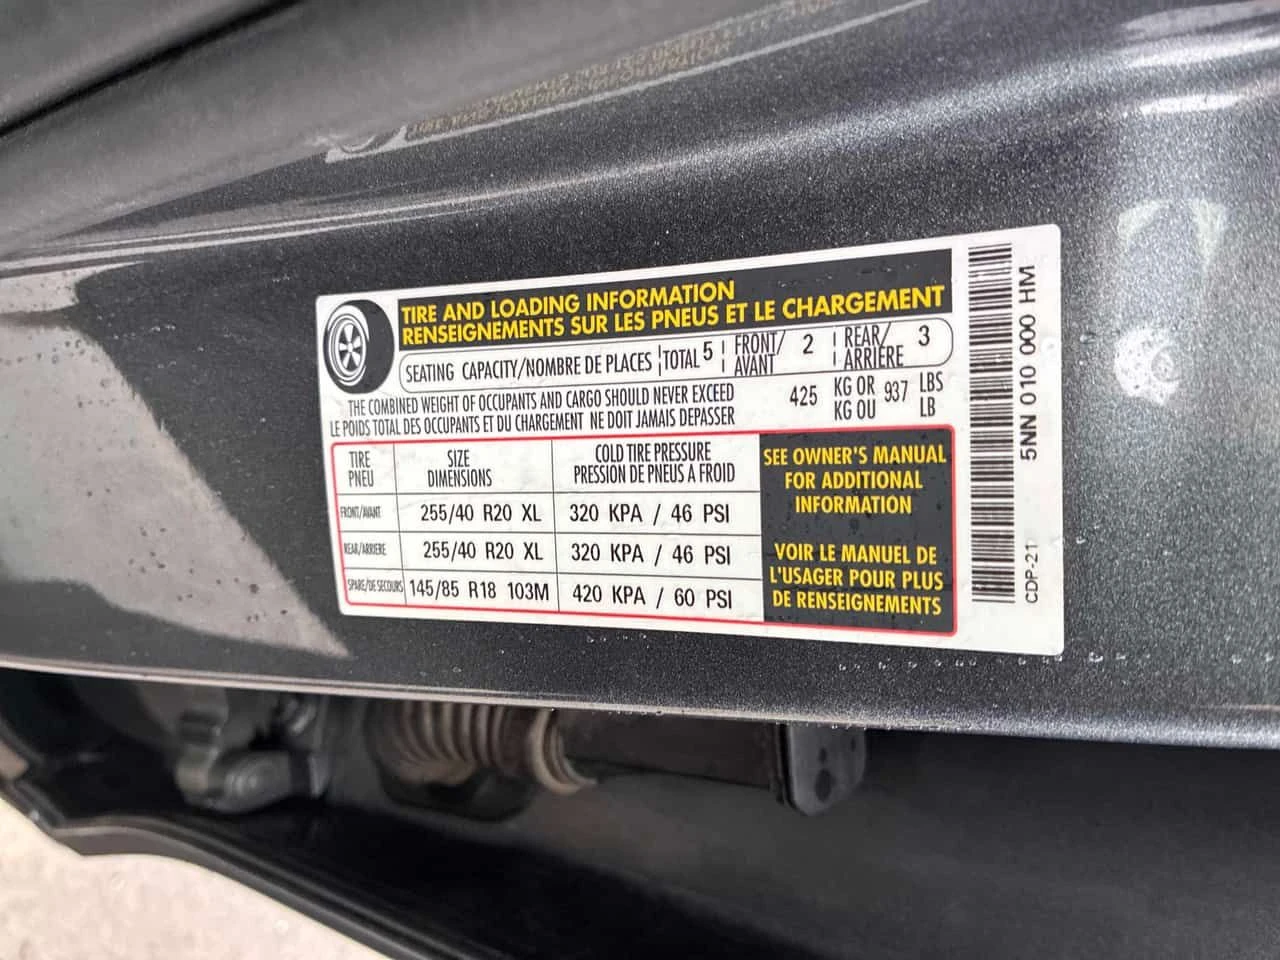 TIRE AND LOADING INFORMATION
RENSEIGNEMENTS SUR LES PNEUS ET LE CHARGEMENT
SEATING CAPACITY/NOMBRE DE PLACES TOTAL 5 FRONT/ AVANT 2 REAR/ ARRIÈRE 3
THE COMBINED WEIGHT OF OCCUPANTS AND CARGO SHOULD NEVER EXCEED 425 KG OR 937 LBS
LE POIDS TOTAL DES OCCUPANTS ET DU CHARGEMENT NE DOIT JAMAIS DEPASSER KG OU LB
TIRE SIZE COLD TIRE PRESSURE
PNEU DIMENSIONS PRESSION DE PNEUS A FROID
FRONT/AVANT 255/40 R20 XL 320 KPA / 46 PSI
REAR/ARRIERE 255/40 R20 XL 320 KPA / 46 PSI
SPARE/DE SECOURS 145/85 R18 103M 420 KPA / 60 PSI
SEE OWNER'S MANUAL
FOR ADDITIONAL
INFORMATION
VOIR LE MANUEL DE
L'USAGER POUR PLUS
DE RENSEIGNEMENTS
5NN 010 000 HM
CDP-21